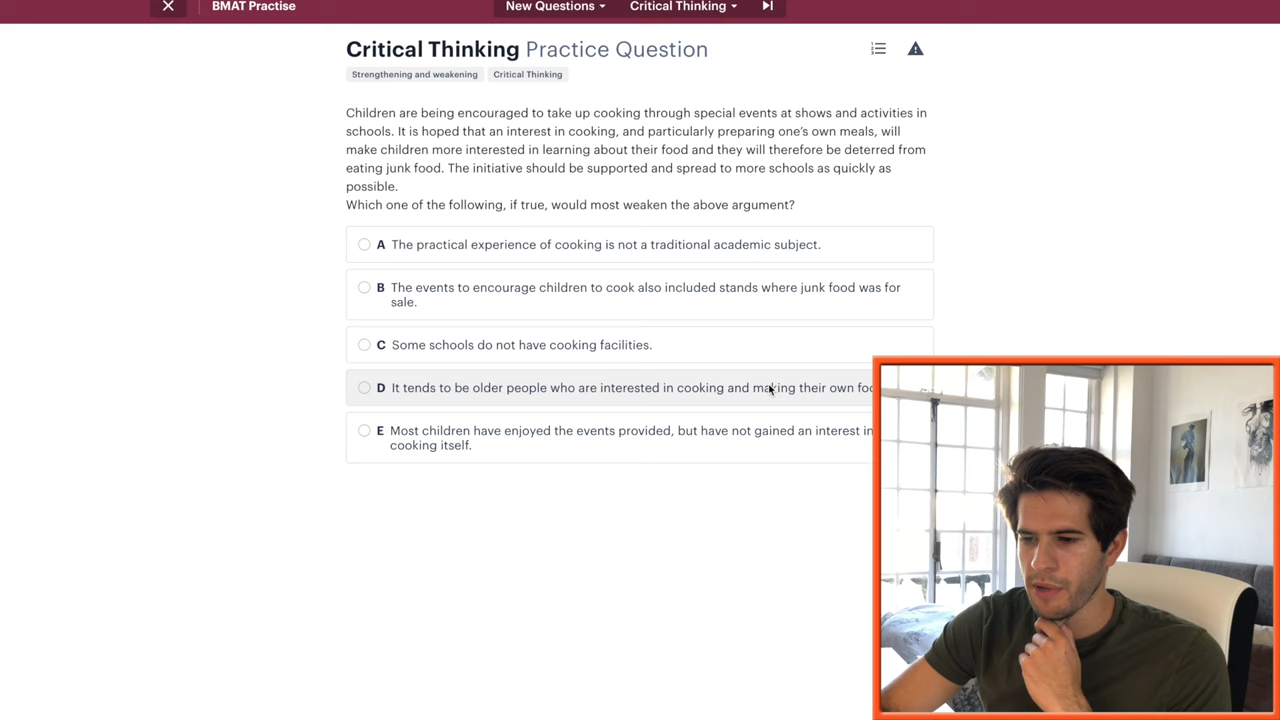 BMAT Practise
New Questions
Critical Thinking
Critical Thinking Practice Question
Strengthening and weakening
Critical Thinking
Children are being encouraged to take up cooking through special events at shows and activities in
schools. It is hoped that an interest in cooking, and particularly preparing one's own meals, will
make children more interested in learning about their food and they will therefore be deterred from
eating junk food. The initiative should be supported and spread to more schools as quickly as
possible.
Which one of the following, if true, would most weaken the above argument?
A The practical experience of cooking is not a traditional academic subject.
B The events to encourage children to cook also included stands where junk food was for
sale.
C Some schools do not have cooking facilities.
D It tends to be older people who are interested in cooking and making their own
E Most children have enjoyed the events provided, but have not gained an interest in
cooking itself.